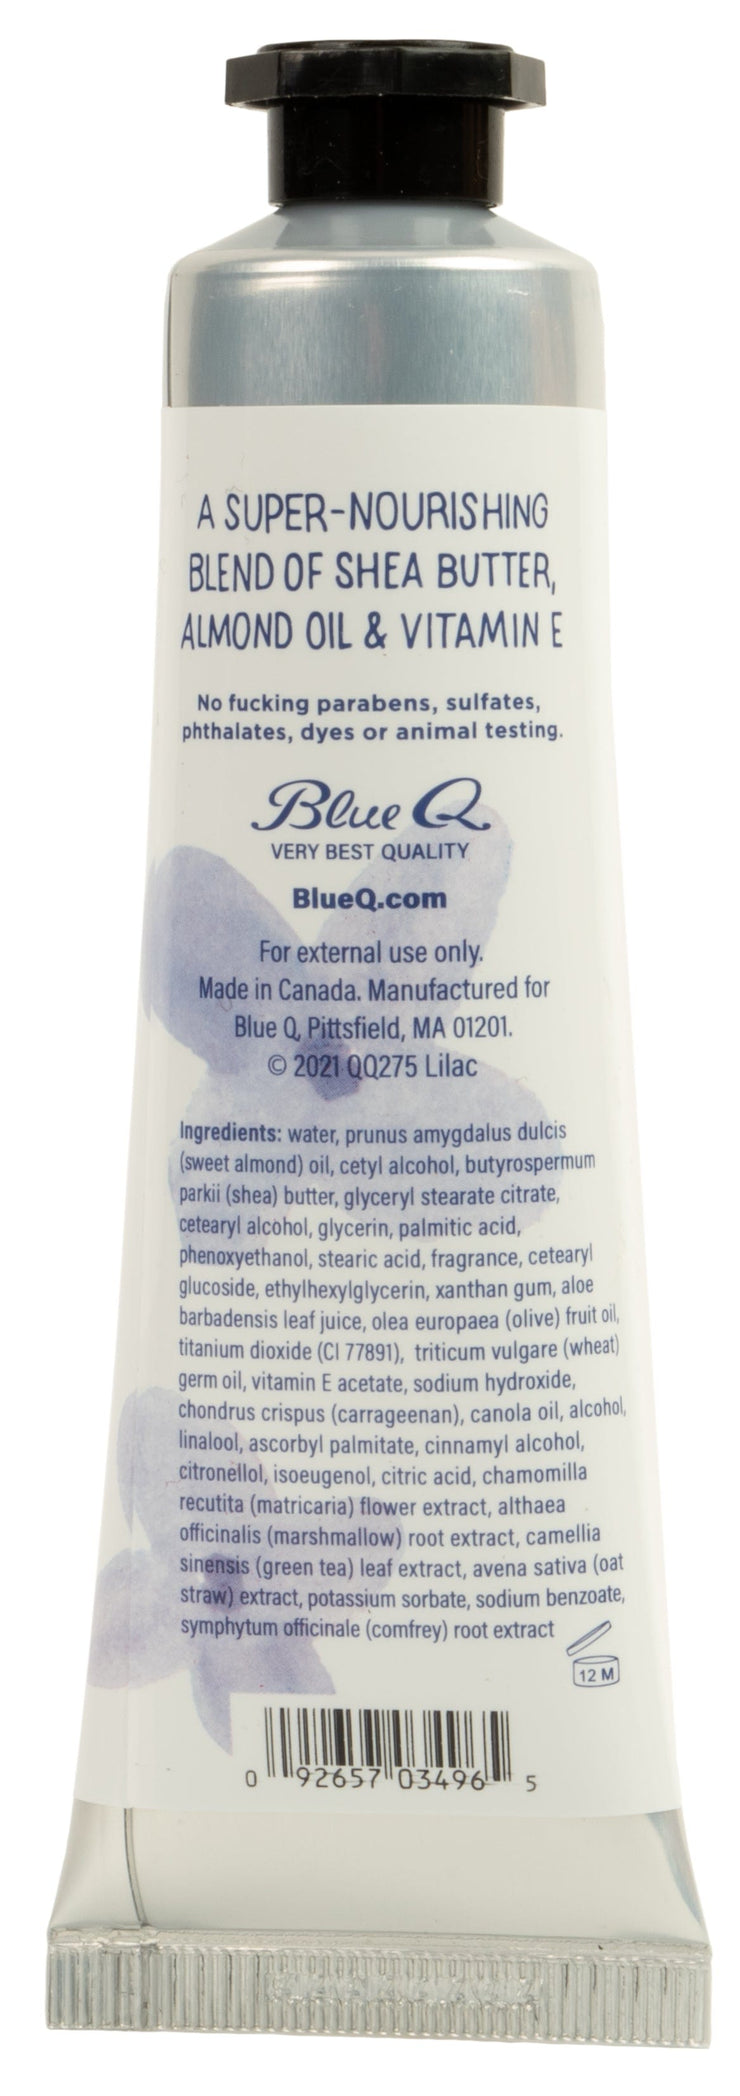 A SUPER-NOURISHING
BLEND OF SHEA BUTTER,
ALMOND OIL & VITAMIN E
No fucking parabens, sulfates,
phthalates, dyes or animal testing.
Blue Q
VERY BEST QUALITY
BlueQ.com
For external use only.
Made in Canada. Manufactured for
Blue Q, Pittsfield, MA 01201.
© 2021 QQ275 Lilac
Ingredients: water, prunus amygdalus dulcis
(sweet almond) oil, cetyl alcohol, butyrospermum
parkii (shea) butter, glyceryl stearate citrate,
cetearyl alcohol, glycerin, palmitic acid,
phenoxyethanol, stearic acid, fragrance, cetearyl
glucoside, ethylhexylglycerin, xanthan gum, aloe
barbadensis leaf juice, olea europaea (olive) fruit oil,
titanium dioxide (CI 77891), triticum vulgare (wheat)
germ oil, vitamin E acetate, sodium hydroxide,
chondrus crispus (carrageenan), canola oil, alcohol,
linalool, ascorbyl palmitate, cinnamyl alcohol,
citronellol, isoeugenol, citric acid, chamomilla
recutita (matricaria) flower extract, althaea
officinalis (marshmallow) root extract, camellia
sinensis (green tea) leaf extract, avena sativa (oat
straw) extract, potassium sorbate, sodium benzoate,
symphytum officinale (comfrey) root extract
12 M
0 92657 03496 5